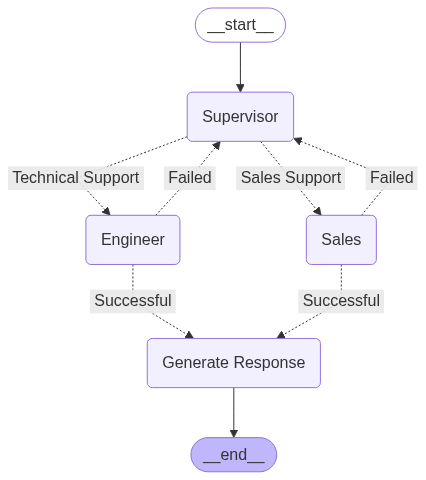 __start__
Supervisor
Technical Support
Failed
Sales Support
Failed
Engineer
Sales
Successful
Successful
Generate Response
__end__